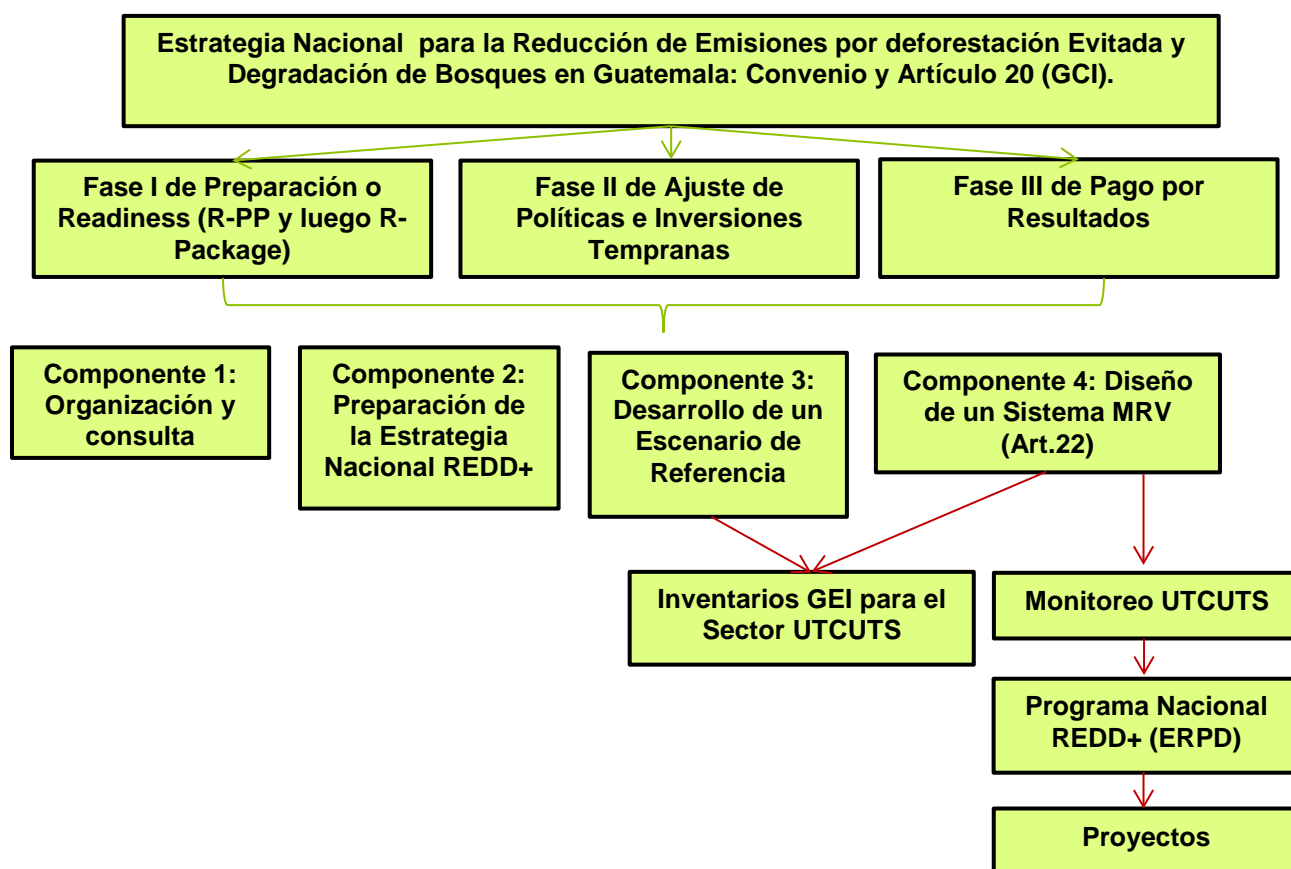 Estrategia Nacional para la Reducción de Emisiones por deforestación Evitada y
Degradación de Bosques en Guatemala: Convenio y Artículo 20 (GCI).
Fase I de Preparación o
Readiness (R-PP y luego R-
Package)
Fase II de Ajuste de
Políticas e Inversiones
Tempranas
Fase III de Pago por
Resultados
Componente 1:
Organización y
consulta
Componente 2:
Preparación de
la Estrategia
Nacional REDD+
Componente 3:
Desarrollo de un
Escenario de
Referencia
Componente 4: Diseño
de un Sistema MRV
(Art.22)
Inventarios GEI para el
Sector UTCUTS
Monitoreo UTCUTS
Programa Nacional
REDD+ (ERPD)
Proyectos